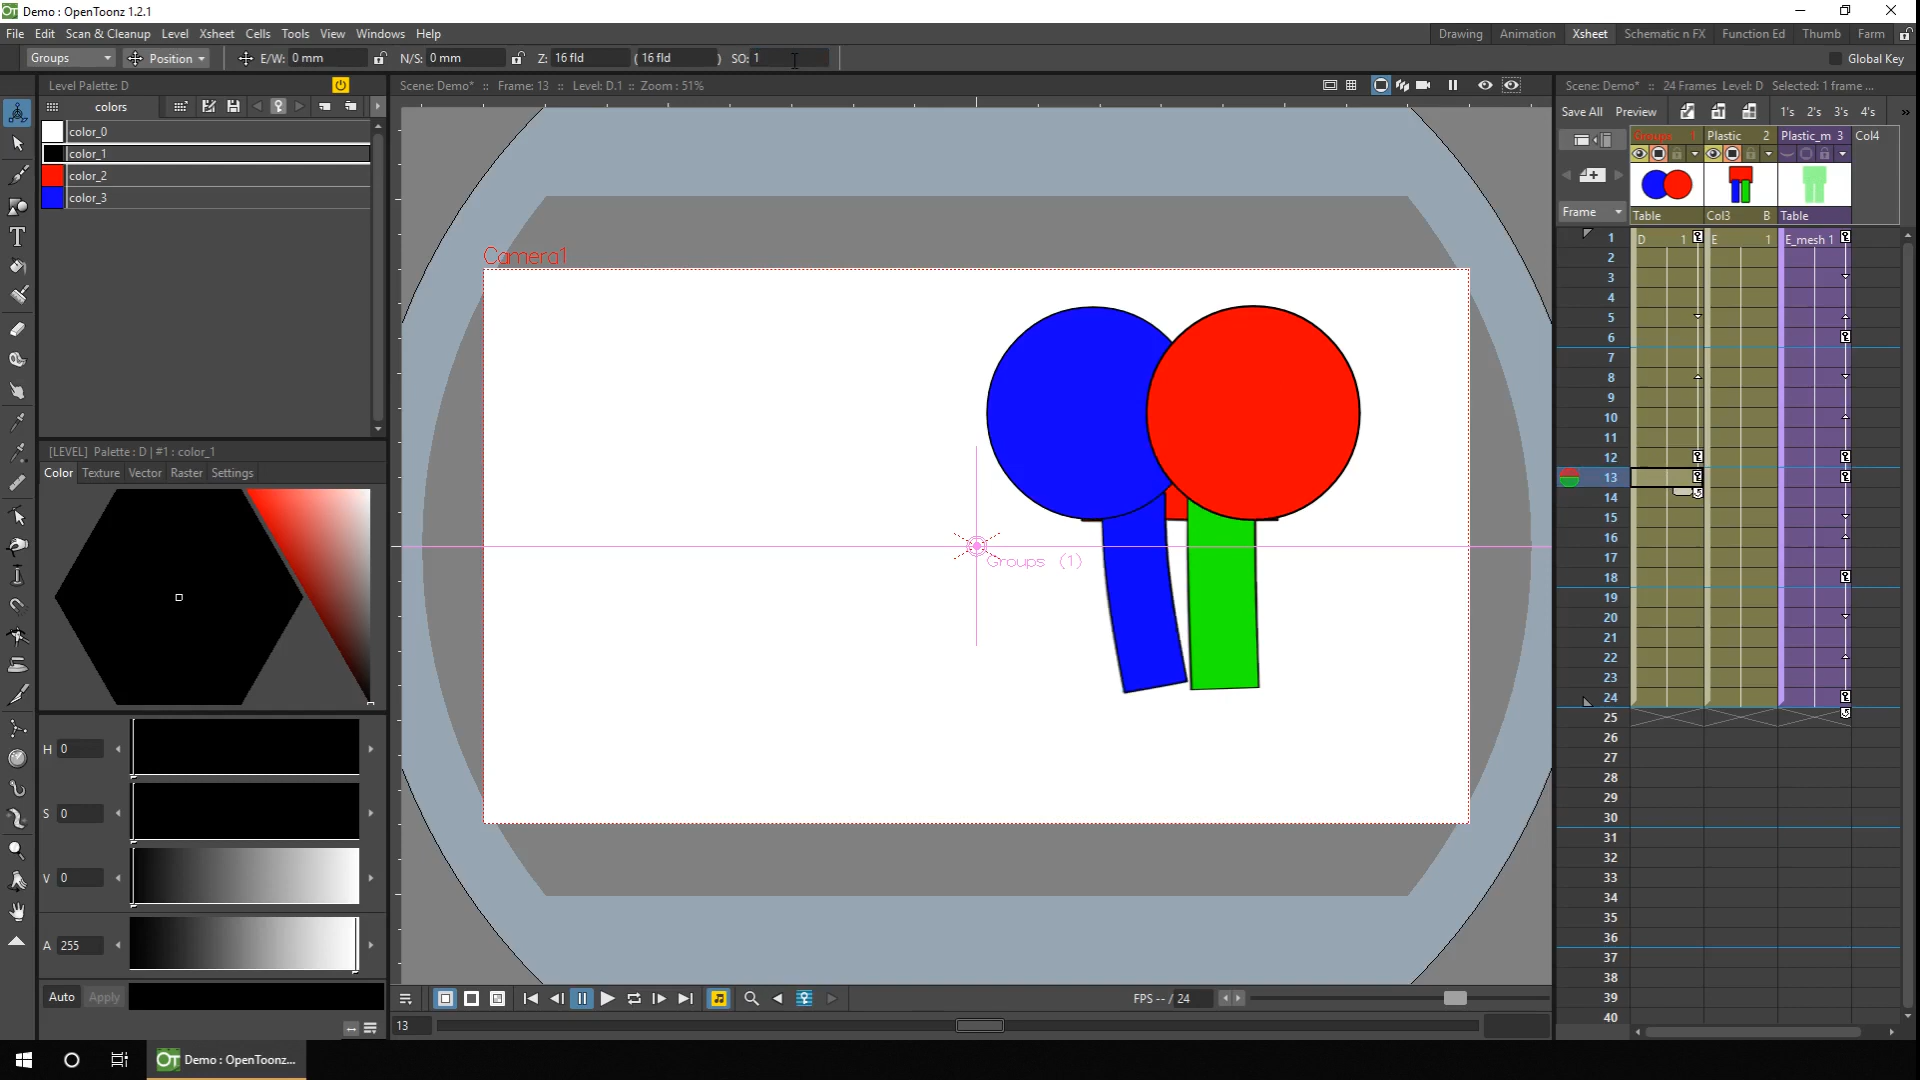 Demo : OpenToonz 1.2.1
File Edit Scan & Cleanup Level Xsheet Cells Tools View Windows Help
Drawing Animation Xsheet Schematic n FX Function Ed Thumb Farm
Groups Position E/W: 0 mm N/S: 0 mm Z: 16 fld ( 16 fld ) SO: 1 Global Key
Level Palette: D
Scene: Demo* :: Frame: 13 :: Level: D.1 :: Zoom : 51%
Scene: Demo* :: 24 Frames Level: D Selected: 1 frame ...
colors
Save All Preview 1's 2's 3's 4's »
color_0
color_1
color_2
color_3
Groups 1 Plastic 2 Plastic_m 3 Col4
Frame Table Col3 B Table
D 1 E 1 E_mesh 1
Camera1
Groups (1)
[LEVEL] Palette : D | #1 : color_1
Color Texture Vector Raster Settings
H 0
S 0
V 0
A 255
Auto Apply
1
2
3
4
5
6
7
8
9
10
11
12
13
14
15
16
17
18
19
20
21
22
23
24
25
26
27
28
29
30
31
32
33
34
35
36
37
38
39
40
FPS -- / 24
13
Demo : OpenToonz...